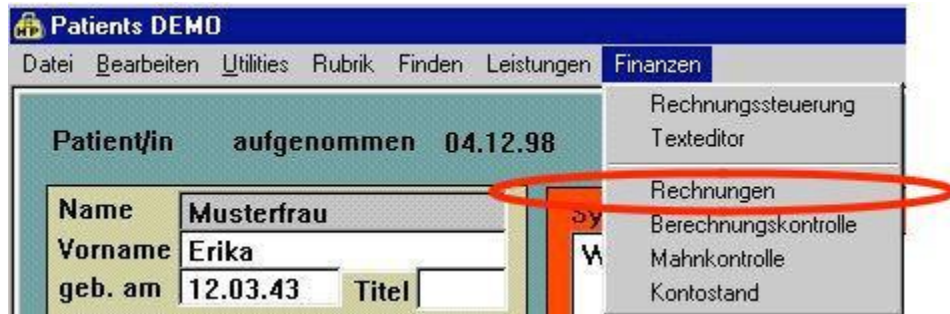 Patients DEMO
Datei Bearbeiten Utilities Rubrik Finden Leistungen Finanzen
Rechnungssteuerung
Texteditor
Rechnungen
Berechnungskontrolle
Mahnkontrolle
Kontostand
Patient/in aufgenommen 04.12.98
Name Musterfrau
Vorname Erika
geb. am 12.03.43 Titel